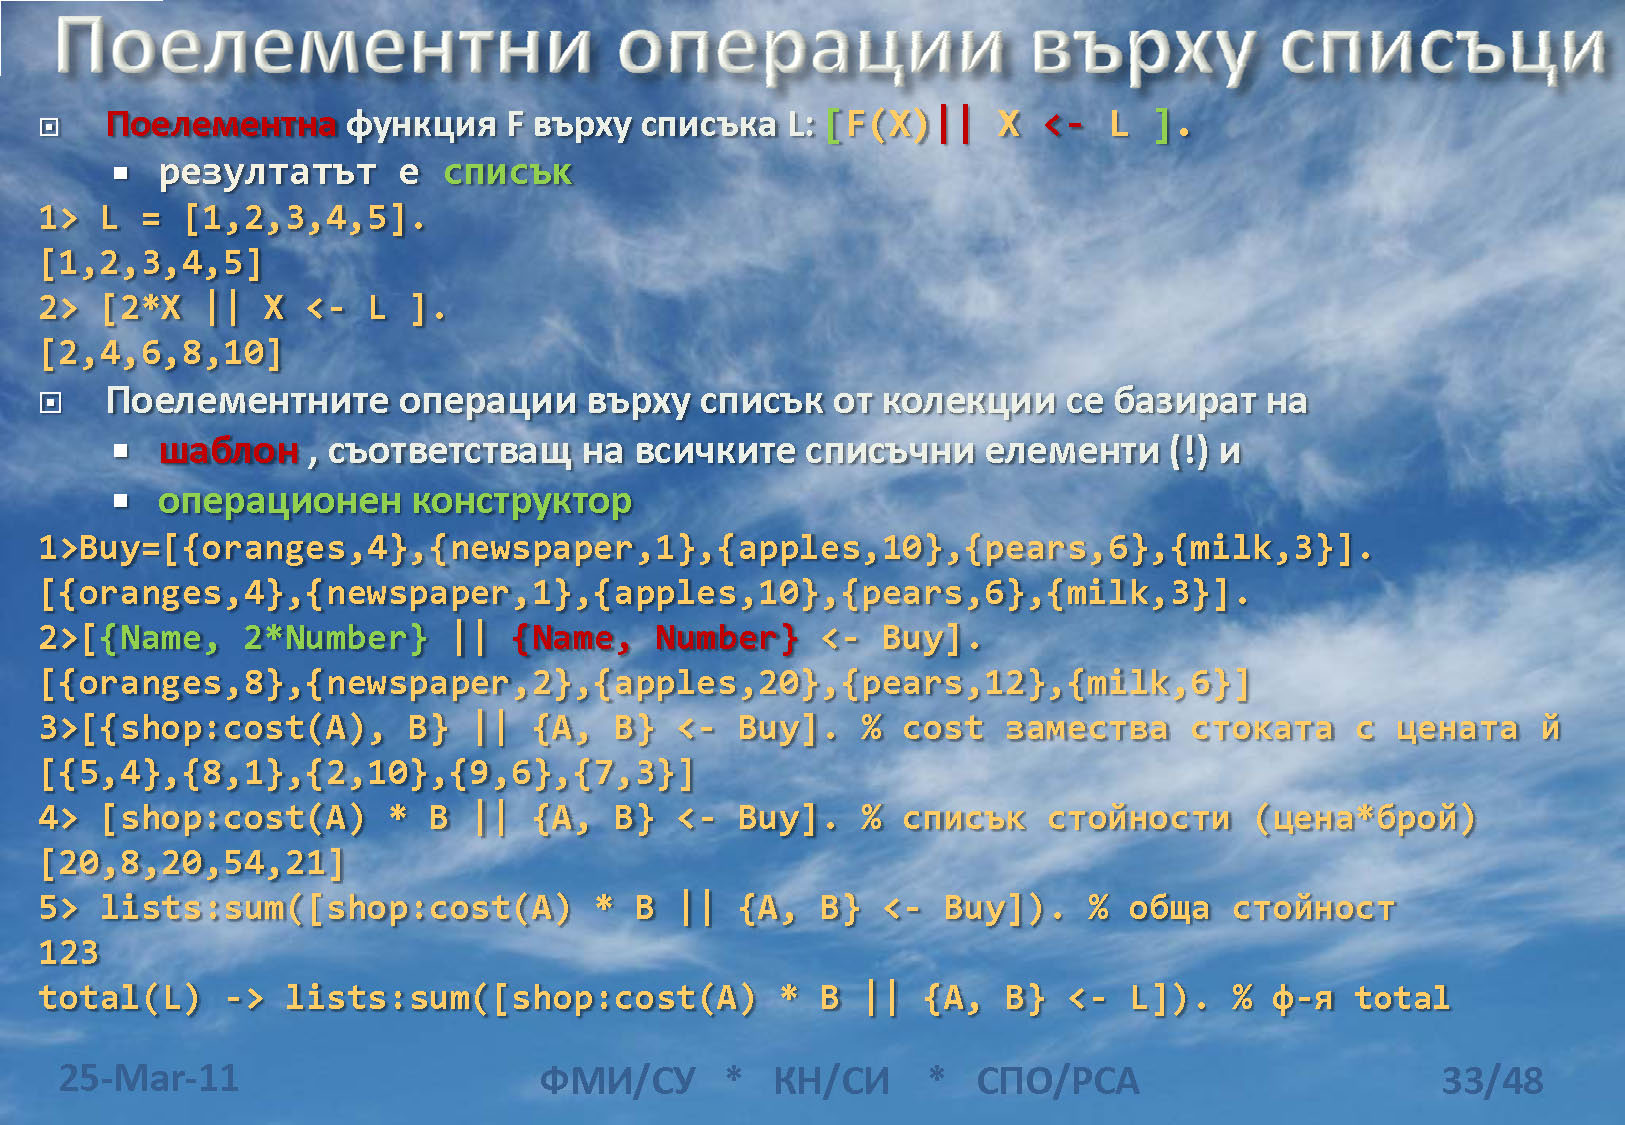 Поелементни операции върху списъци
Поелементна функция F върху списъка L: [F(X)|| X <- L ].
резултатът е списък
1> L = [1,2,3,4,5].
[1,2,3,4,5]
2> [2*X || X <- L ].
[2,4,6,8,10]
Поелементните операции върху списък от колекции се базират на
шаблон , съответстващ на всичките списъчни елементи (!) и
операционен конструктор
1>Buy=[{oranges,4},{newspaper,1},{apples,10},{pears,6},{milk,3}].
[{oranges,4},{newspaper,1},{apples,10},{pears,6},{milk,3}].
2>[{Name, 2*Number} || {Name, Number} <- Buy].
[{oranges,8},{newspaper,2},{apples,20},{pears,12},{milk,6}]
3>[{shop:cost(A), B} || {A, B} <- Buy]. % cost замества стоката с цената й
[{5,4},{8,1},{2,10},{9,6},{7,3}]
4> [shop:cost(A) * B || {A, B} <- Buy]. % списък стойности (цена*брой)
[20,8,20,54,21]
5> lists:sum([shop:cost(A) * B || {A, B} <- Buy]). % обща стойност
123
total(L) -> lists:sum([shop:cost(A) * B || {A, B} <- L]). % ф-я total
25-Mar-11 ФМИ/СУ * КН/СИ * СПО/РСА 33/48